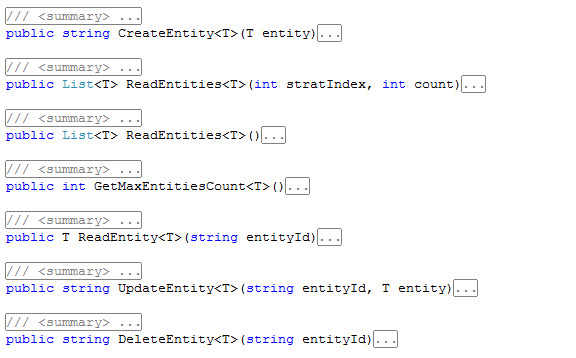 /// <summary> ...
public string CreateEntity<T>(T entity)...
/// <summary> ...
public List<T> ReadEntities<T>(int stratIndex, int count)...
/// <summary> ...
public List<T> ReadEntities<T>()...
/// <summary> ...
public int GetMaxEntitiesCount<T>()...
/// <summary> ...
public T ReadEntity<T>(string entityId)...
/// <summary> ...
public string UpdateEntity<T>(string entityId, T entity)...
/// <summary> ...
public string DeleteEntity<T>(string entityId)...